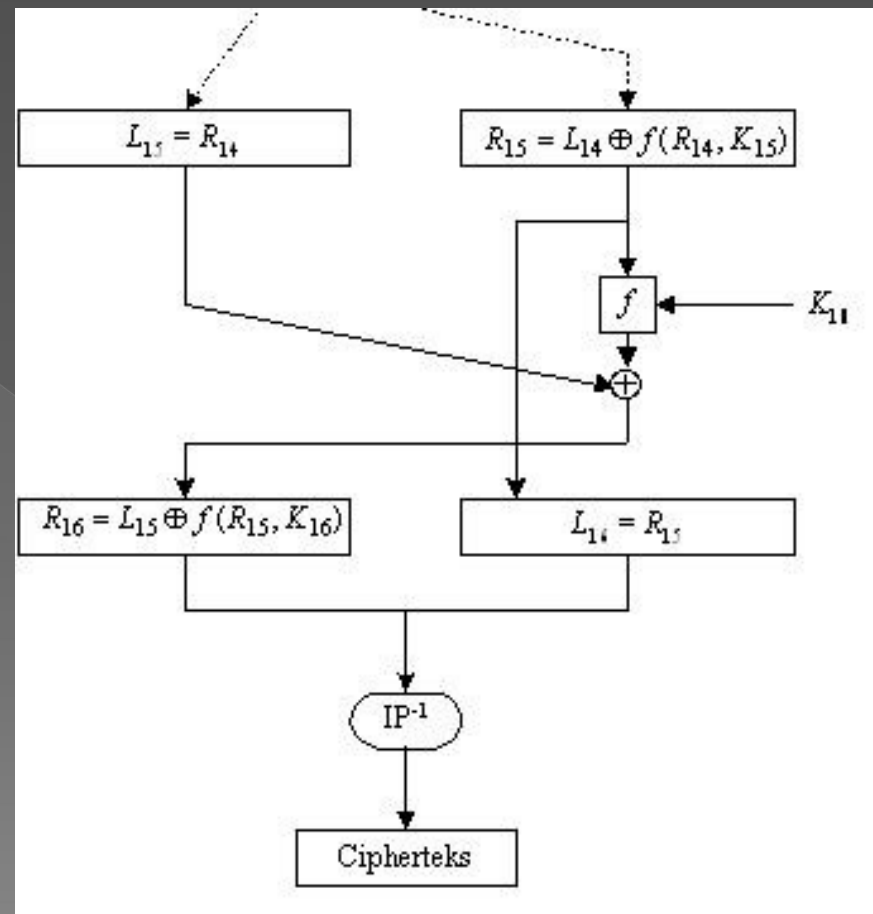 L₁₅ = R₁₄
R₁₅ = L₁₄ ⊕ f(R₁₄, K₁₅)
f
R₁₆ = L₁₅ ⊕ f(R₁₅, K₁₆)
L₁₆ = R₁₅
IP⁻¹
Cipherteks